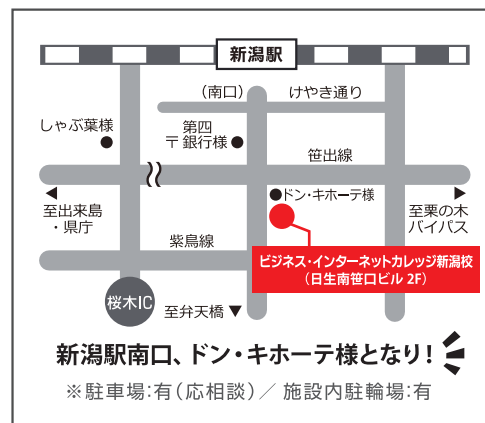 新潟駅
(南口)
けやき通り
しゃぶ葉様
第四
〒銀行様
笹出線
ドン・キホーテ様
至出来島
・県庁
至栗の木
バイパス
紫鳥線
ビジネス・インターネットカレッジ新潟校
(日生南笹口ビル 2F)
桜木IC
至弁天橋
新潟駅南口、ドン・キホーテ様となり!
※駐車場:有(応相談)/ 施設内駐輪場:有